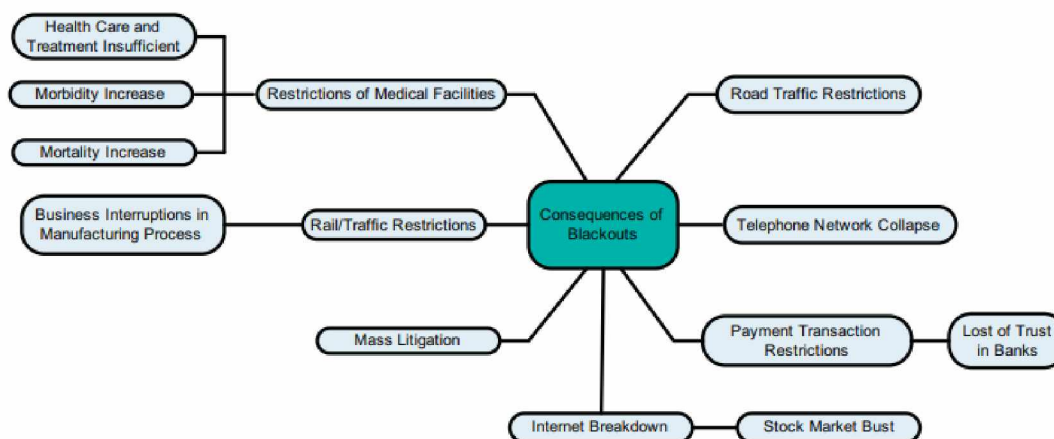 Health Care and
Treatment Insufficient
Morbidity Increase
Mortality Increase
Restrictions of Medical Facilities
Road Traffic Restrictions
Business Interruptions in
Manufacturing Process
Rail/Traffic Restrictions
Consequences of
Blackouts
Telephone Network Collapse
Mass Litigation
Payment Transaction
Restrictions
Lost of Trust
in Banks
Internet Breakdown
Stock Market Bust